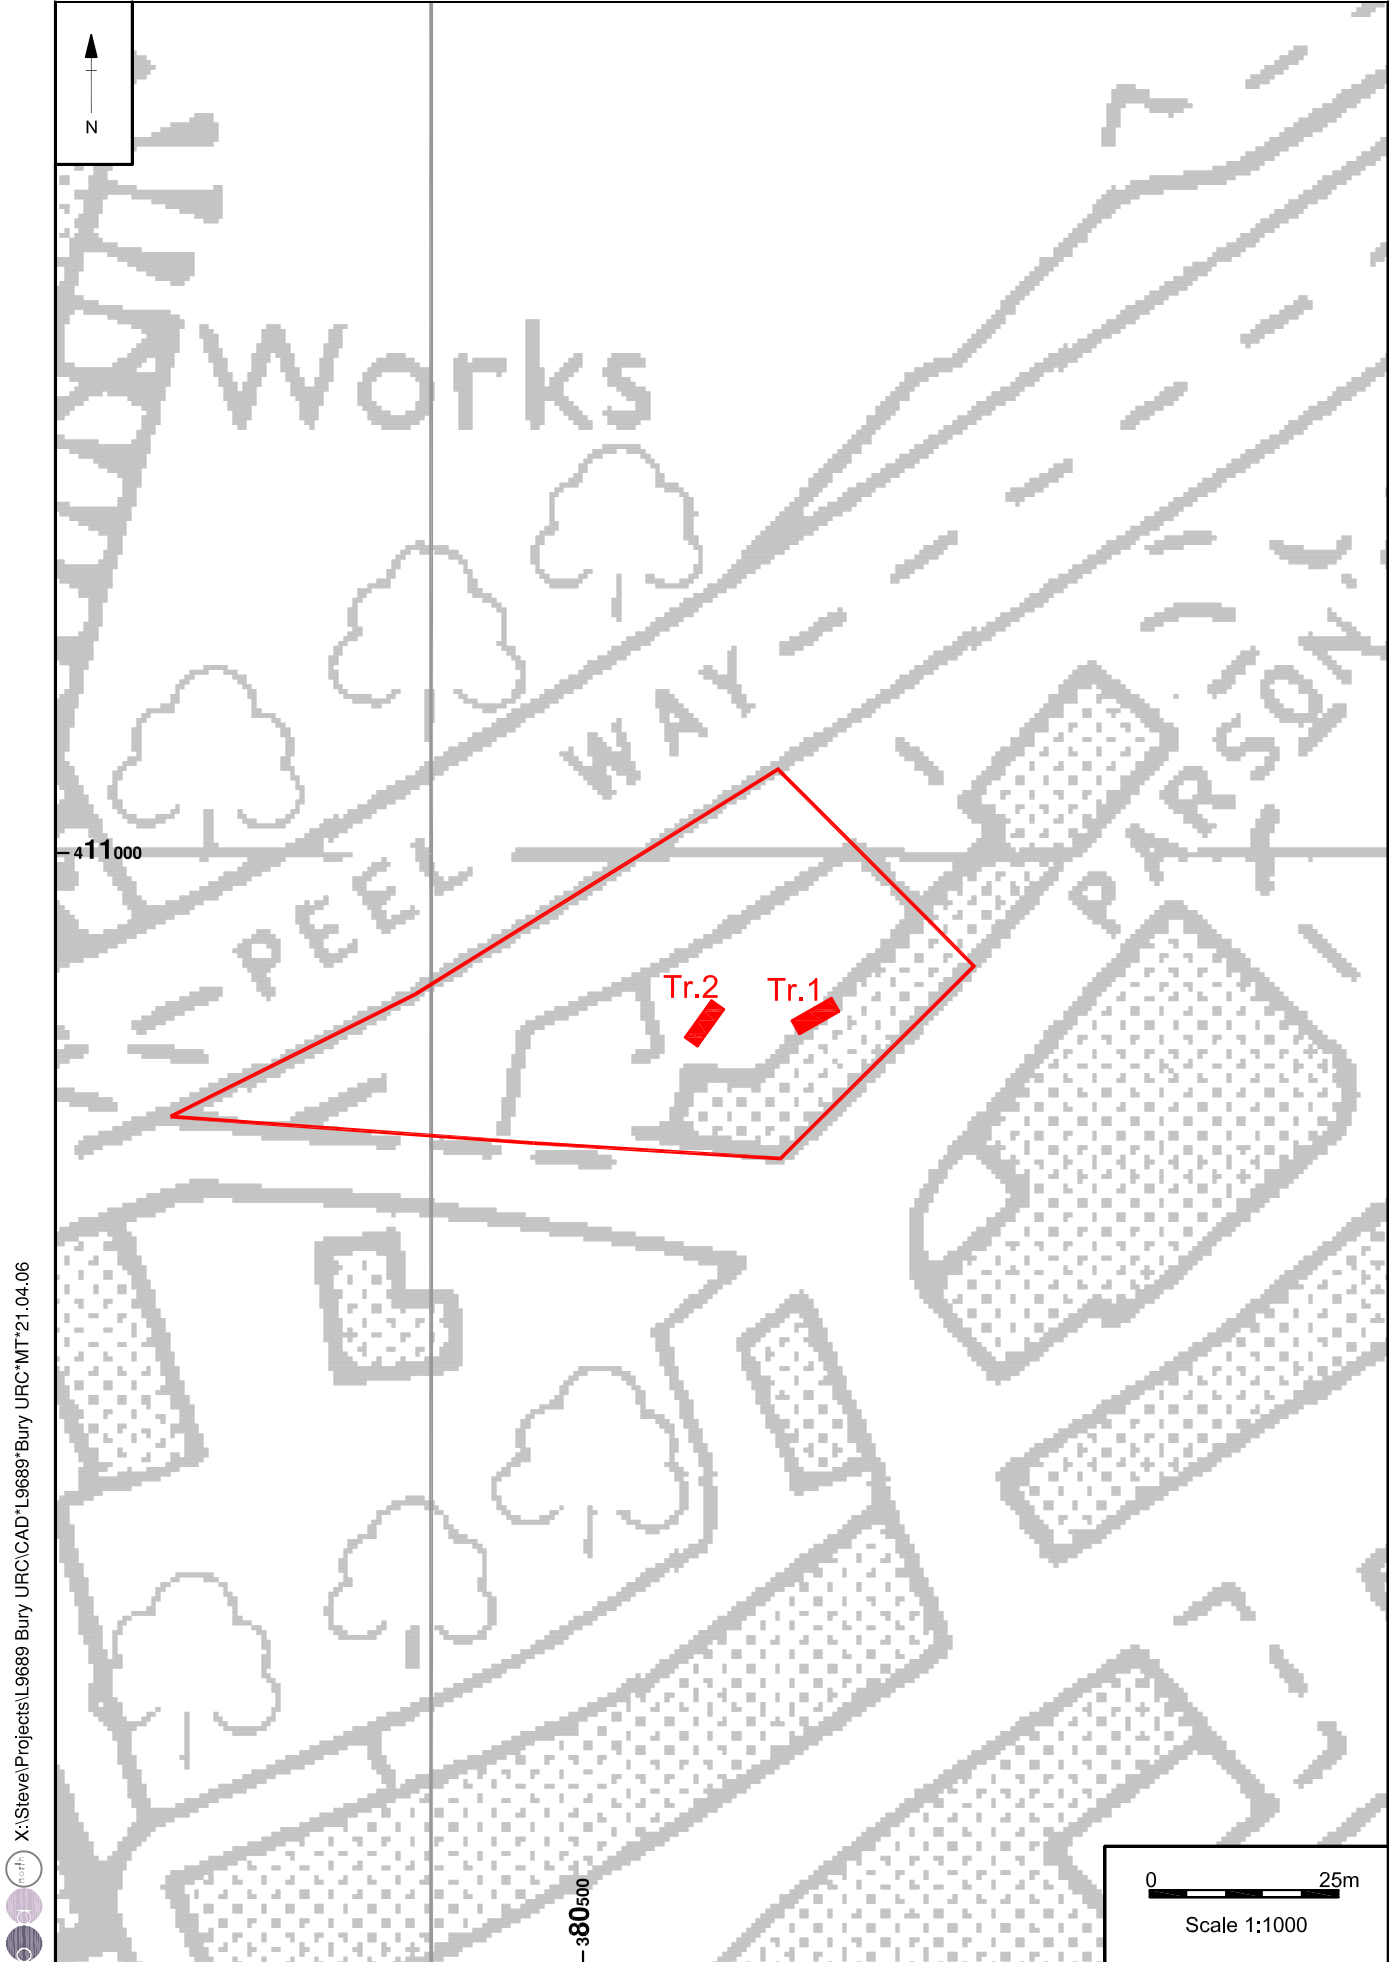 N
Works
PEEL WAY
PARSON
411000
Tr.2
Tr.1
380500
0 25m
Scale 1:1000
X:\Steve\Projects\L9689 Bury URC\CAD*L9689*Bury URC*MT*21.04.06
north